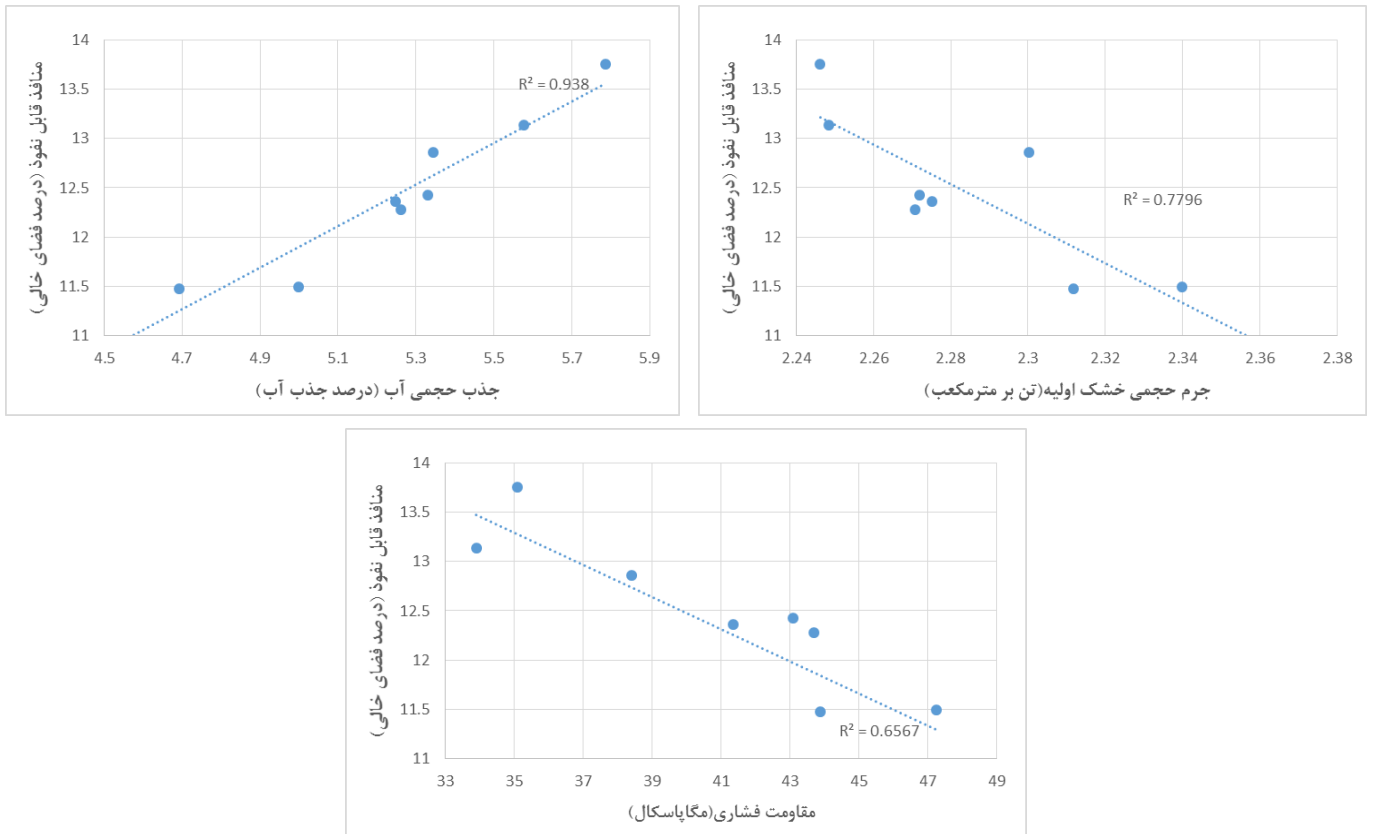 منافذ قابل نفوذ (درصد فضای خالی)
14
13.5
13
12.5
12
11.5
11
R² = 0.938
4.5 4.7 4.9 5.1 5.3 5.5 5.7 5.9
جذب حجمی آب (درصد جذب آب)
منافذ قابل نفوذ (درصد فضای خالی)
14
13.5
13
12.5
12
11.5
11
R² = 0.7796
2.24 2.26 2.28 2.3 2.32 2.34 2.36 2.38
جرم حجمی خشک اولیه(تن بر مترمکعب)
منافذ قابل نفوذ (درصد فضای خالی)
14
13.5
13
12.5
12
11.5
11
R² = 0.6567
33 35 37 39 41 43 45 47 49
مقاومت فشاری(مگاپاسکال)